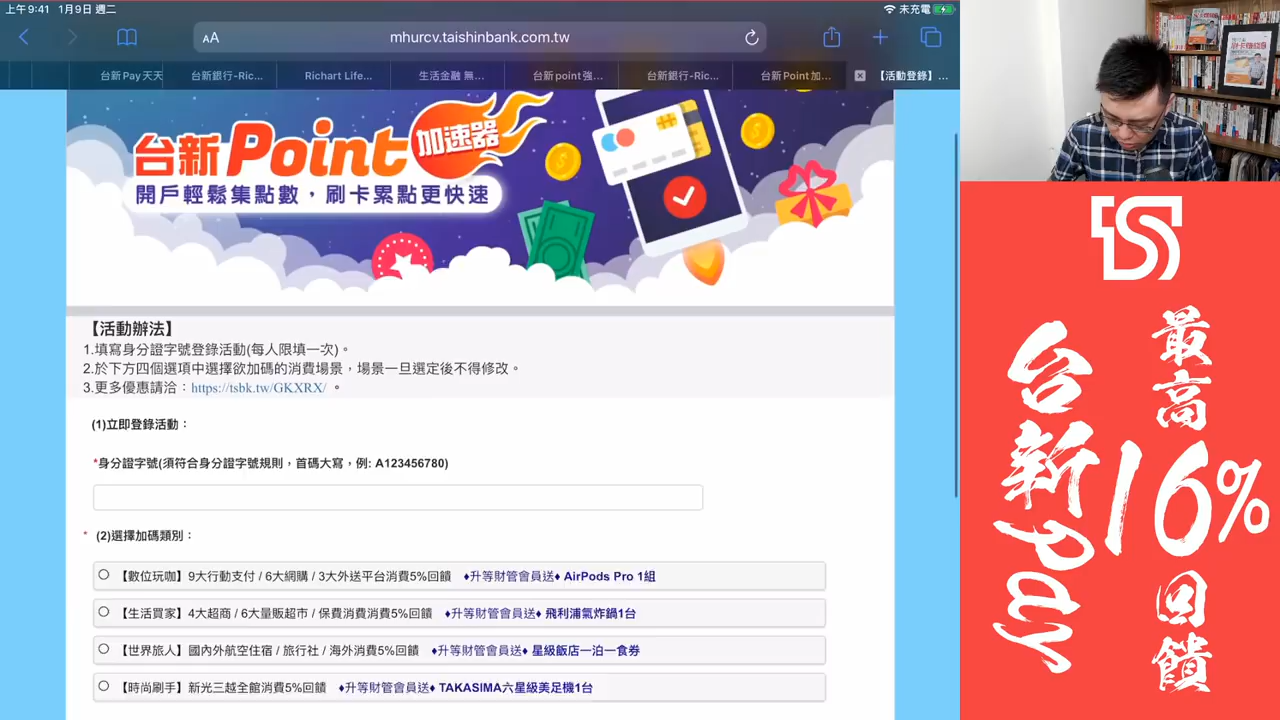 上午9:41 1月9日 週二
未充電
AA
mhurcv.taishinbank.com.tw
台新Pay天天
台新銀行-Ric...
Richart Life...
生活金融 無...
台新point強...
台新銀行-Ric...
台新Point 加...
【活動登錄】...
台新Point加速器
開戶輕鬆集點數，刷卡累點更快速
【活動辦法】
1.填寫身分證字號登錄活動(每人限填一次)。
2.於下方四個選項中選擇欲加碼的消費場景，場景一旦選定後不得修改。
3.更多優惠請洽：https://tsbk.tw/GKXRX/ 。
(1)立即登錄活動：
*身分證字號(須符合身分證字號規則，首碼大寫，例: A123456780)
* (2)選擇加碼類別：
【數位玩咖】9大行動支付 / 6大網購 / 3大外送平台消費5%回饋 ♦升等財管會員送♦ AirPods Pro 1組
【生活買家】4大超商 / 6大量販超市 / 保費消費消費5%回饋 ♦升等財管會員送♦ 飛利浦氣炸鍋1台
【世界旅人】國內外航空住宿 / 旅行社 / 海外消費5%回饋 ♦升等財管會員送♦ 星級飯店一泊一食券
【時尚刷手】新光三越全館消費5%回饋 ♦升等財管會員送♦ TAKASIMA六星級美足機1台
最高16%回饋
台新Pay